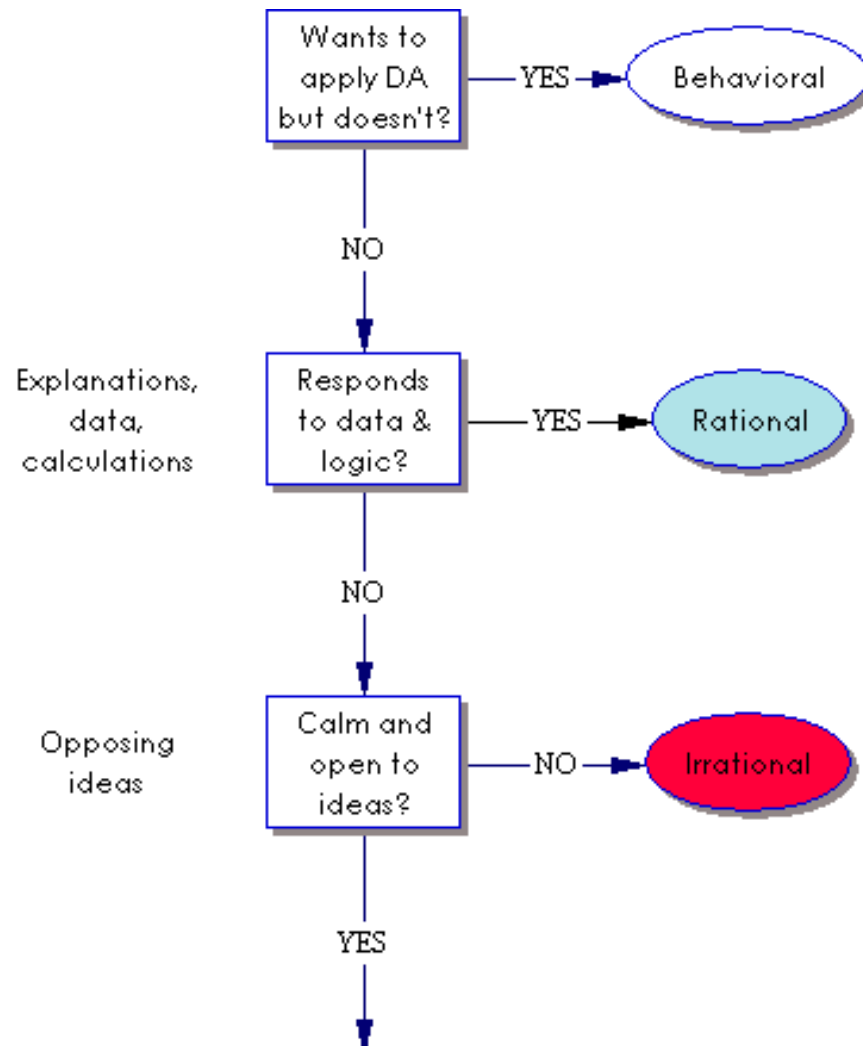 Wants to
apply DA
but doesn't?
YES
Behavioral
NO
Explanations,
data,
calculations
Responds
to data &
logic?
YES
Rational
NO
Opposing
ideas
Calm and
open to
ideas?
NO
Irrational
YES